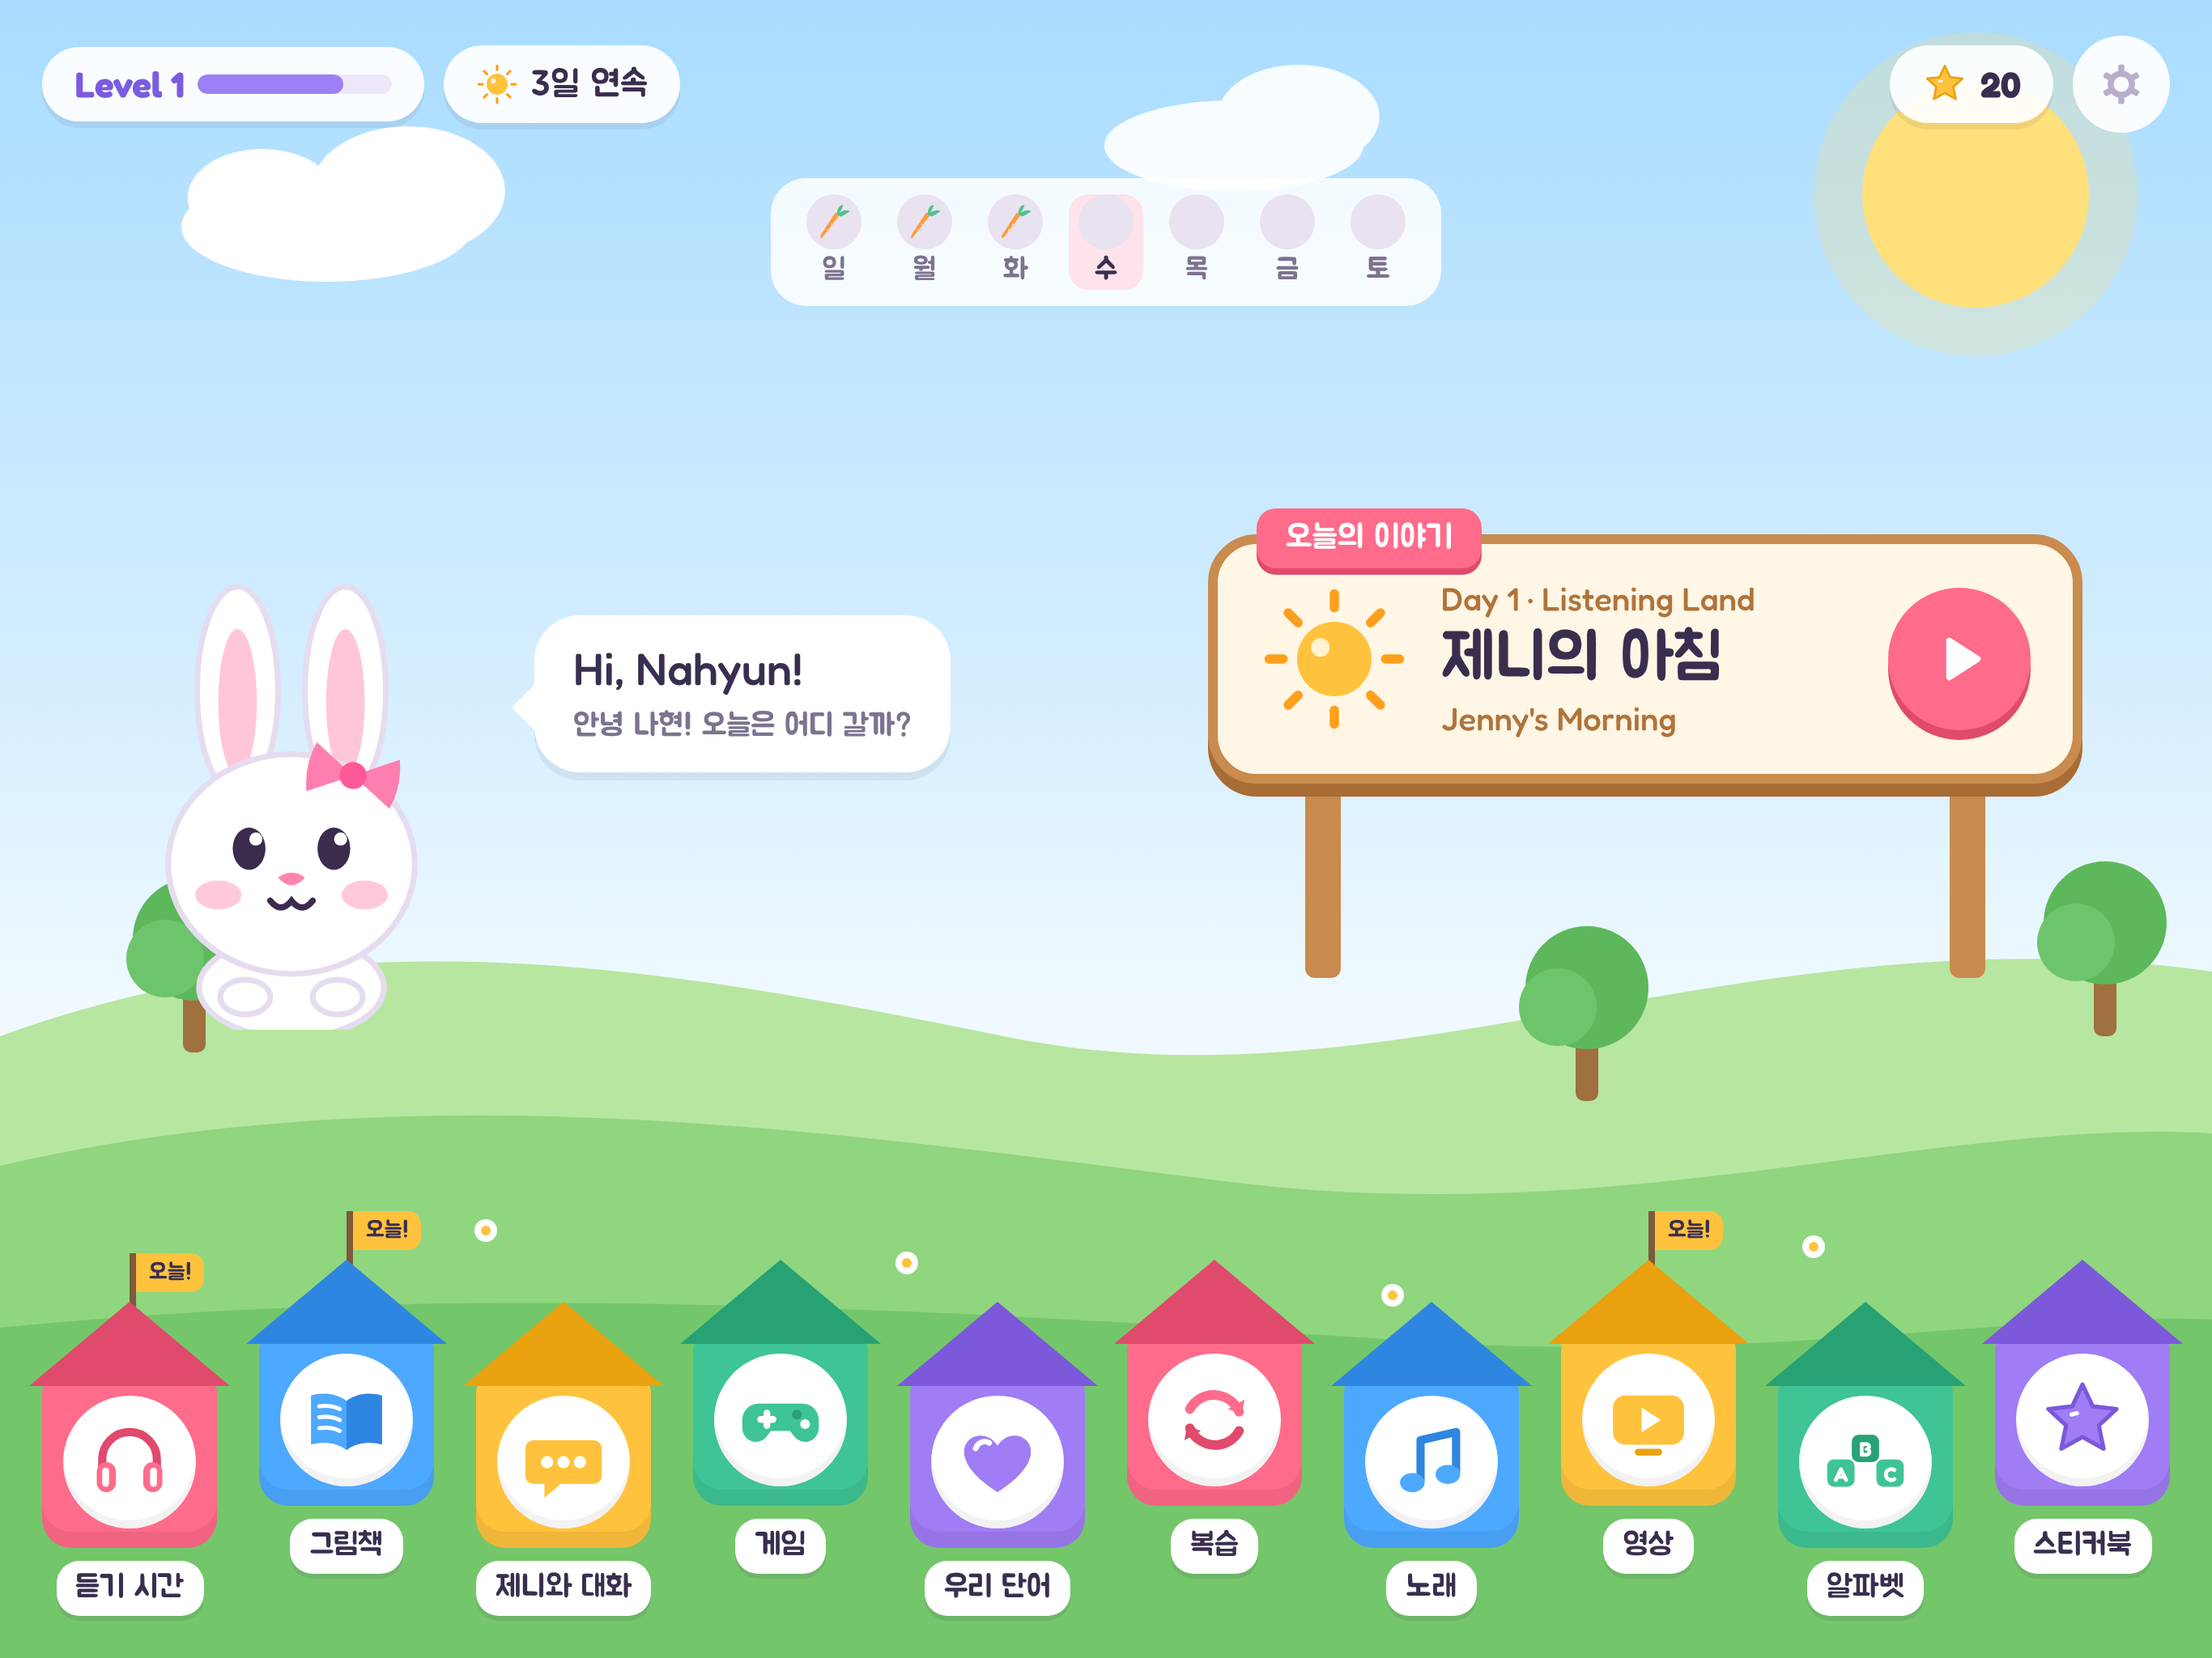 Level 1
3일 연속
20
일 월 화 수 목 금 토
오늘의 이야기
Day 1 · Listening Land
제니의 아침
Jenny's Morning
Hi, Nahyun!
안녕 나현! 오늘은 어디 갈까?
오늘!
오늘!
오늘!
B
A C
그림책
게임
복습
영상
스티커북
듣기 시간
제니와 대화
우리 단어
노래
알파벳